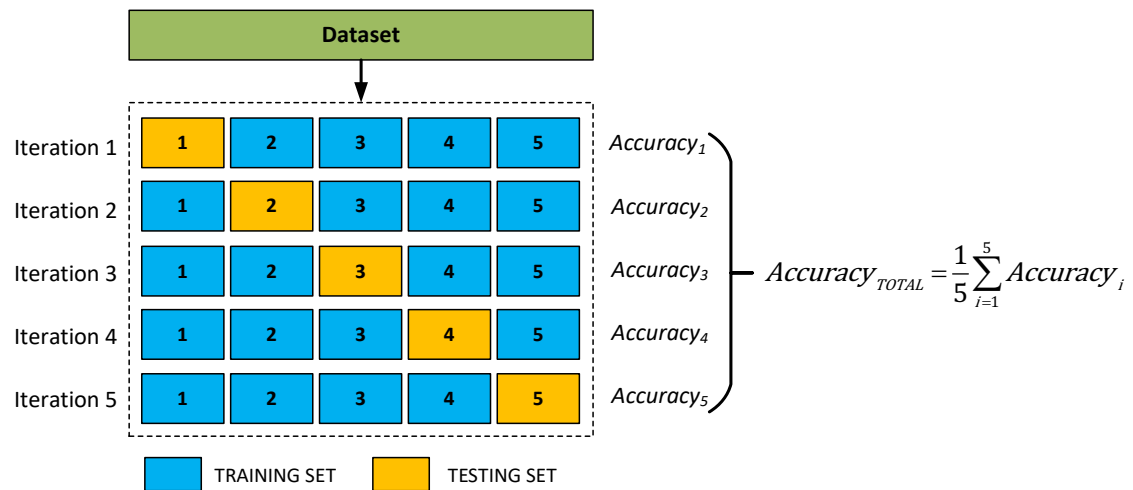 Dataset
Iteration 1 1 2 3 4 5 Accuracy₁
Iteration 2 1 2 3 4 5 Accuracy₂
Iteration 3 1 2 3 4 5 Accuracy₃
Iteration 4 1 2 3 4 5 Accuracy₄
Iteration 5 1 2 3 4 5 Accuracy₅
Accuracy_TOTAL = 1/5 ∑_{i=1}^{5} Accuracy_i
TRAINING SET TESTING SET